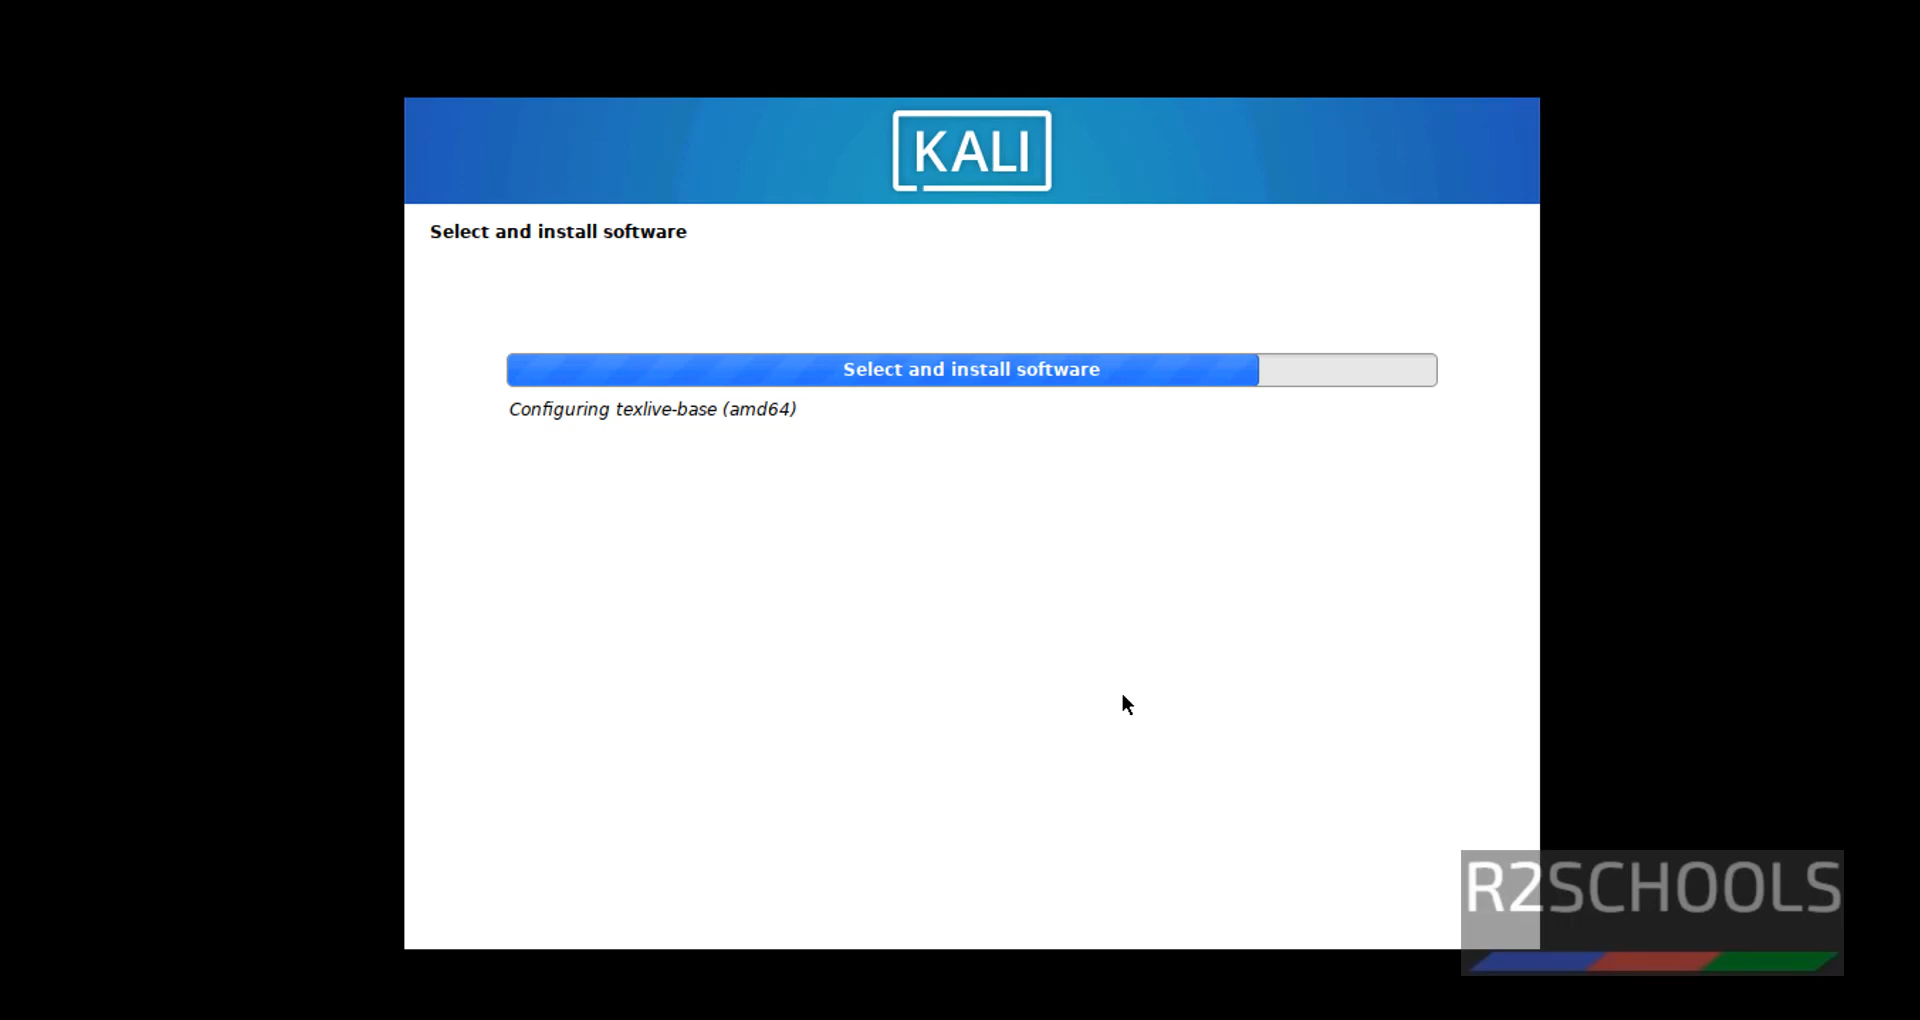 KALI
Select and install software
Select and install software
Configuring texlive-base (amd64)
R2SCHOOLS